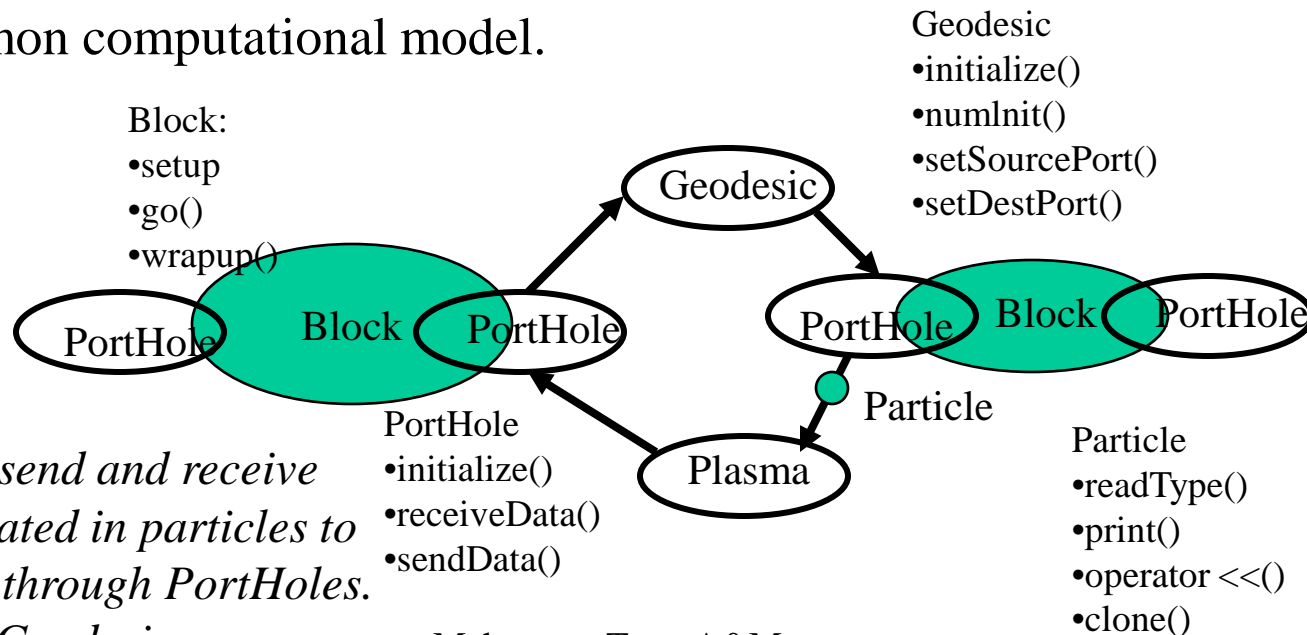 non computational model.
Geodesic
•initialize()
•numInit()
•setSourcePort()
•setDestPort()
Block:
•setup
•go()
•wrapup()
Geodesic
PortHole
Block
PortHole
PortHole
Block
PortHole
Particle
Plasma
PortHole
•initialize()
•receiveData()
•sendData()
Particle
•readType()
•print()
•operator <<()
•clone()
send and receive
ated in particles to
through PortHoles.